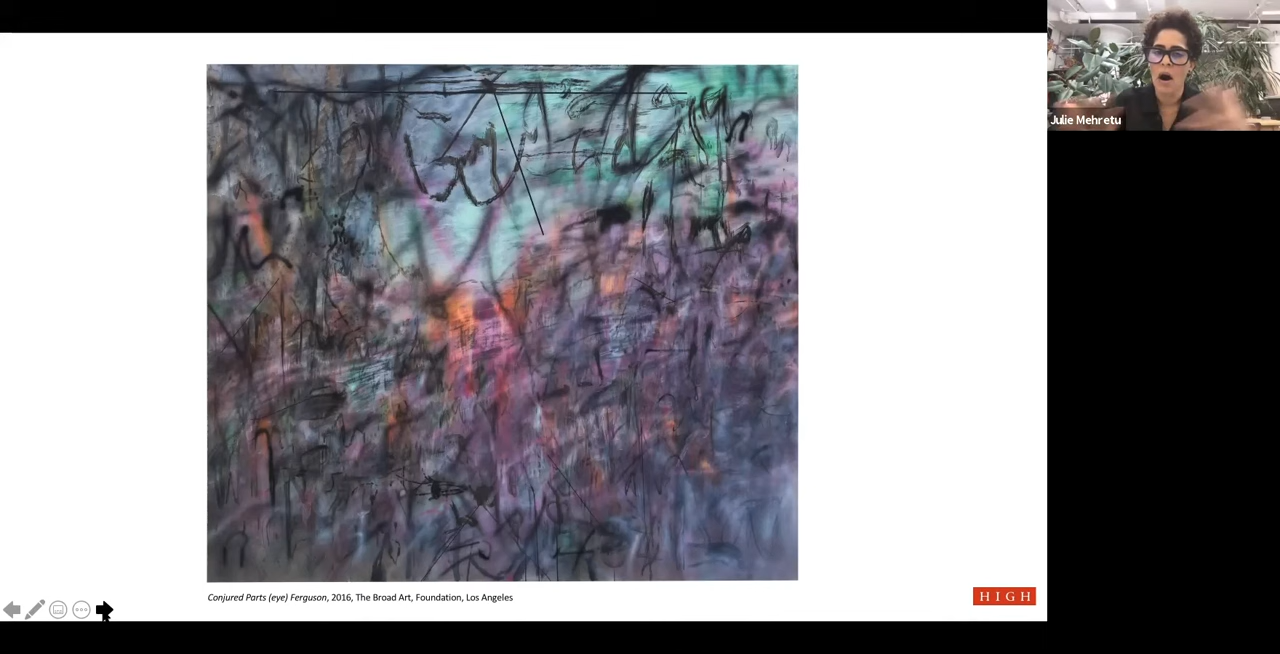 Julie Mehretu
Conjured Parts (eye) Ferguson, 2016, The Broad Art, Foundation, Los Angeles
HIGH